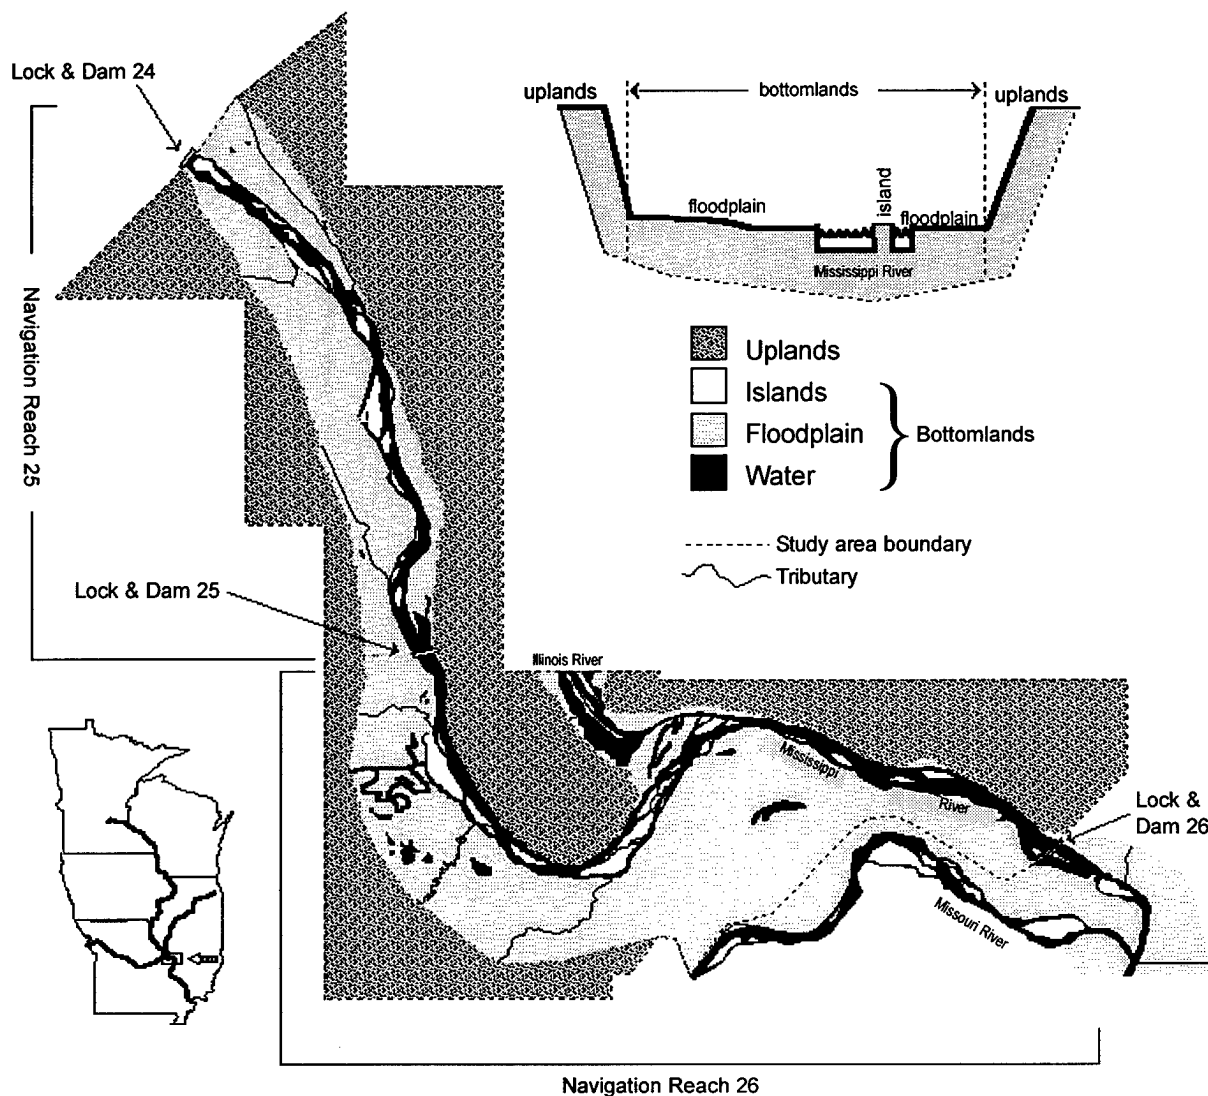 Lock & Dam 24
uplands
bottomlands
uplands
floodplain
island
floodplain
Mississippi River
Navigation Reach 25
Uplands
Islands
Floodplain
Water
Bottomlands
Study area boundary
Tributary
Lock & Dam 25
Illinois River
Mississippi
River
Lock &
Dam 26
Missouri River
Navigation Reach 26